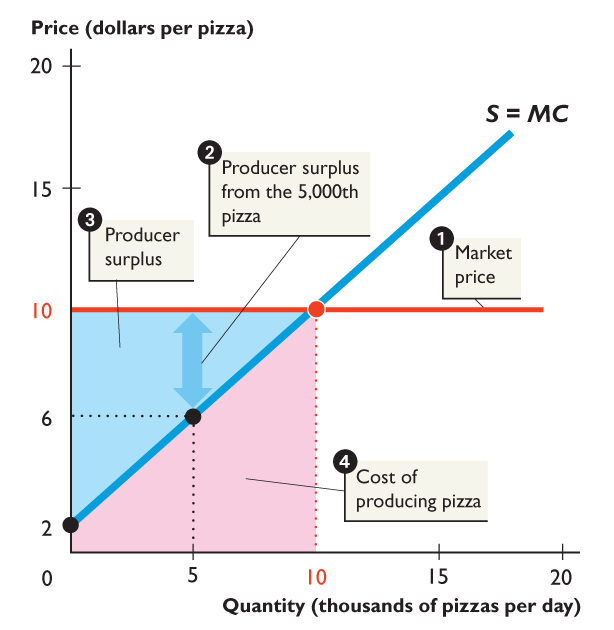 Price (dollars per pizza)
20
S = MC
2
Producer surplus
from the 5,000th
pizza
15
3
Producer
surplus
1
Market
price
10
6
4
Cost of
producing pizza
2
0
5
10
15
20
Quantity (thousands of pizzas per day)